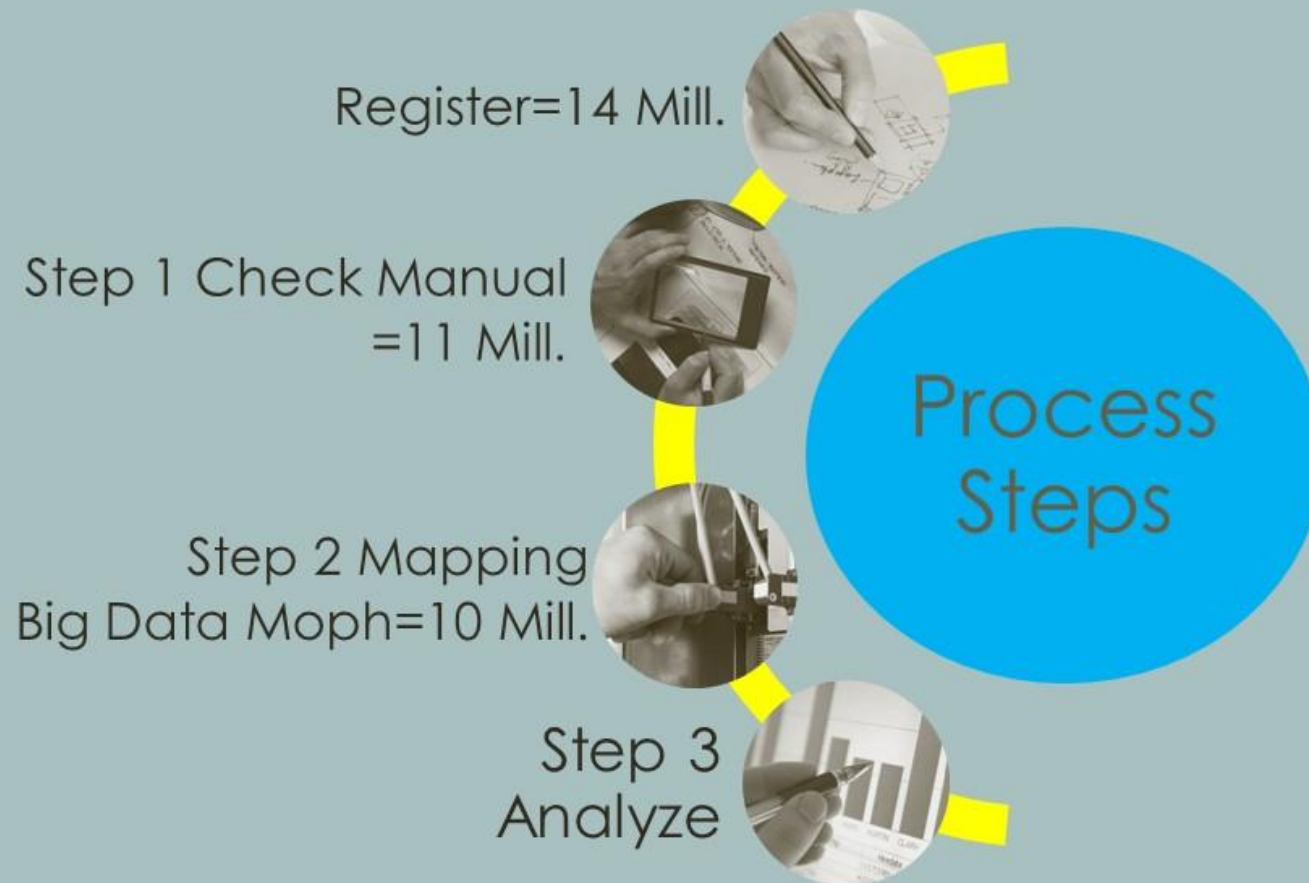 Register=14 Mill.
Step 1 Check Manual
=11 Mill.
Process
Steps
Step 2 Mapping
Big Data Moph=10 Mill.
Step 3
Analyze